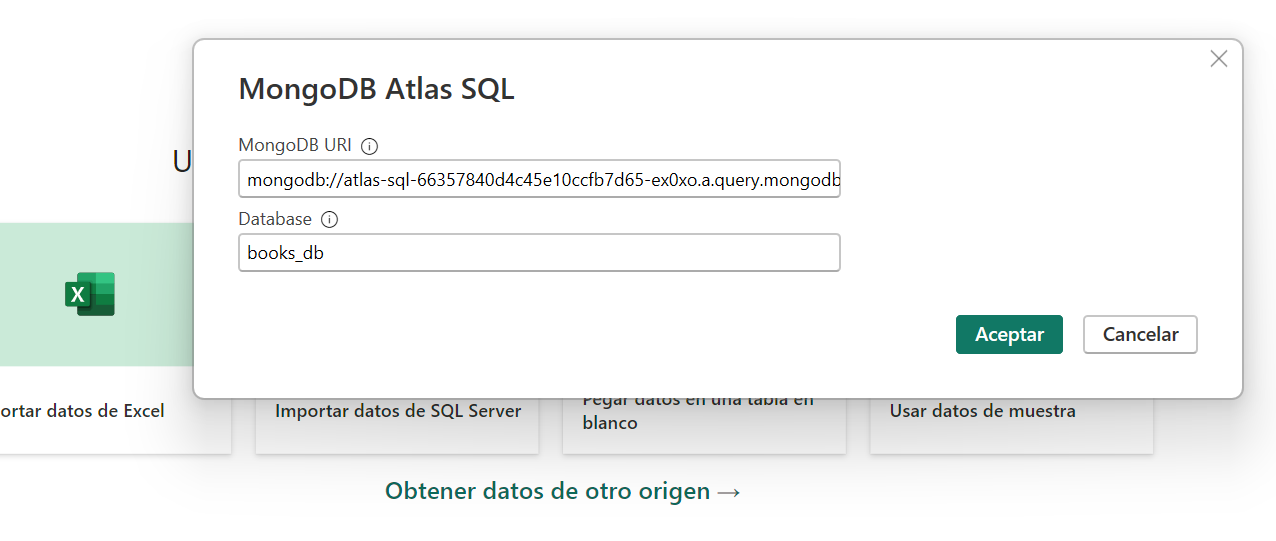 MongoDB Atlas SQL
MongoDB URI
mongodb://atlas-sql-66357840d4c45e10ccfb7d65-ex0xo.a.query.mongodb
Database
books_db
Aceptar
Cancelar
U
X
ortar datos de Excel
Importar datos de SQL Server
Pegar datos en una tabla en
blanco
Usar datos de muestra
Obtener datos de otro origen →